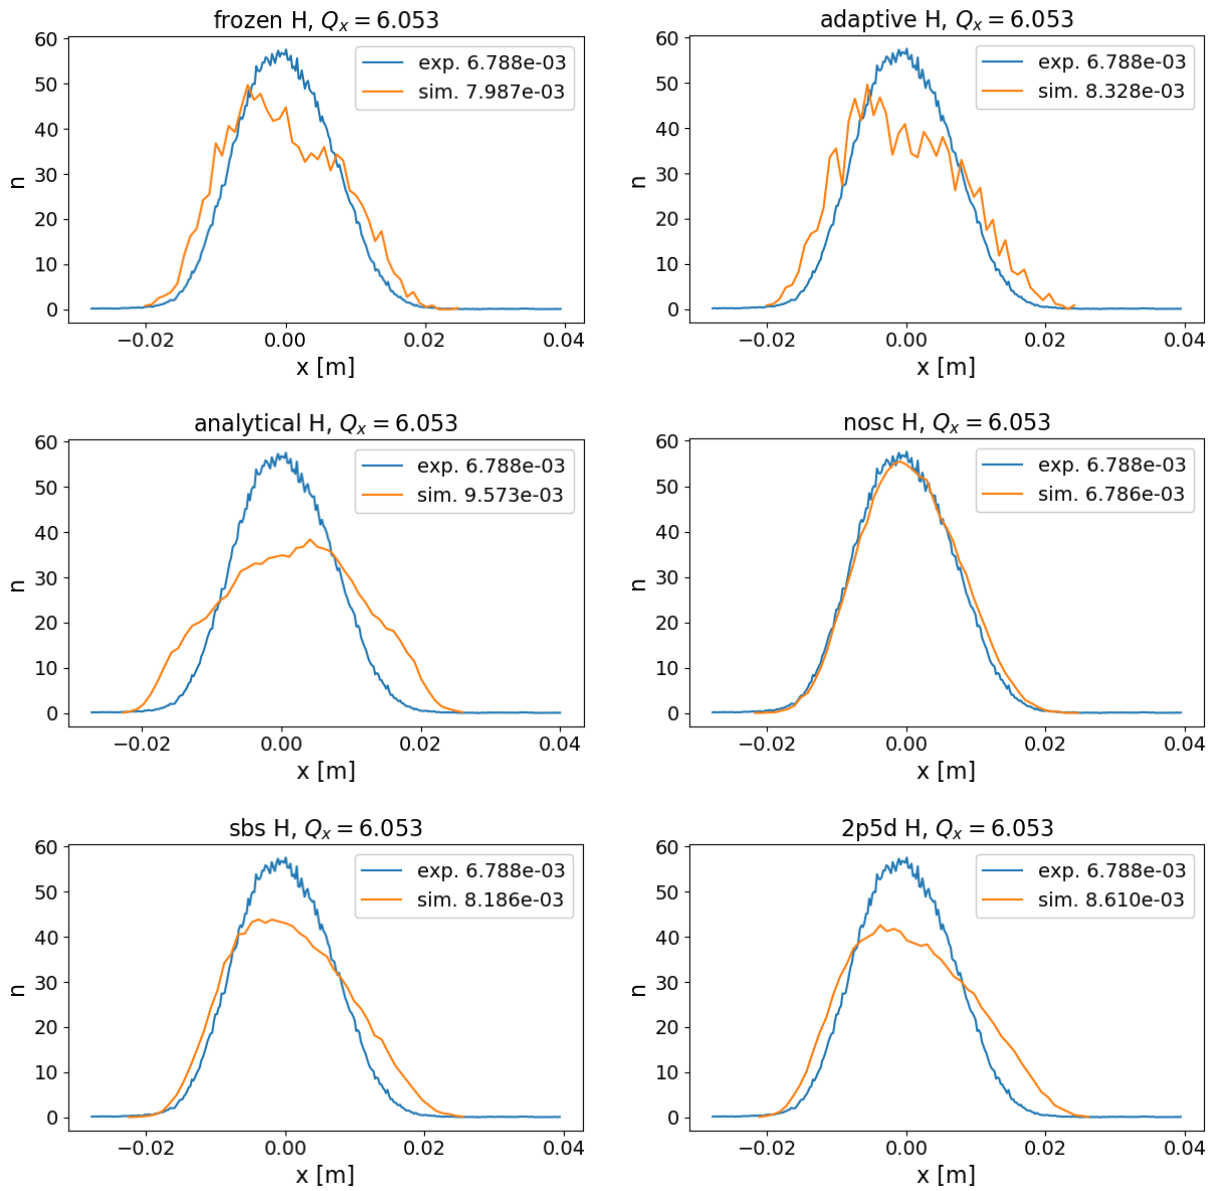 frozen H, Qₓ = 6.053
60
50
40
30
20
10
0
n
exp. 6.788e-03
sim. 7.987e-03
−0.02 0.00 0.02 0.04
x [m]
adaptive H, Qₓ = 6.053
60
50
40
30
20
10
0
n
exp. 6.788e-03
sim. 8.328e-03
−0.02 0.00 0.02 0.04
x [m]
analytical H, Qₓ = 6.053
60
50
40
30
20
10
0
n
exp. 6.788e-03
sim. 9.573e-03
−0.02 0.00 0.02 0.04
x [m]
nosc H, Qₓ = 6.053
60
50
40
30
20
10
0
n
exp. 6.788e-03
sim. 6.786e-03
−0.02 0.00 0.02 0.04
x [m]
sbs H, Qₓ = 6.053
60
50
40
30
20
10
0
n
exp. 6.788e-03
sim. 8.186e-03
−0.02 0.00 0.02 0.04
x [m]
2p5d H, Qₓ = 6.053
60
50
40
30
20
10
0
n
exp. 6.788e-03
sim. 8.610e-03
−0.02 0.00 0.02 0.04
x [m]